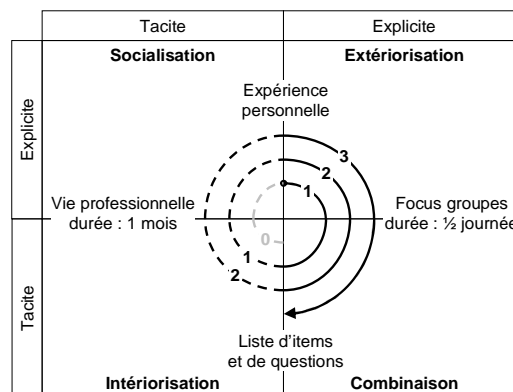 Tacite
Explicite
Socialisation
Extériorisation
Expérience
personnelle
Explicite
3
2
1
Vie professionnelle
durée : 1 mois
Focus groupes
durée : ½ journée
0
1
2
Tacite
Liste d'items
et de questions
Intériorisation
Combinaison